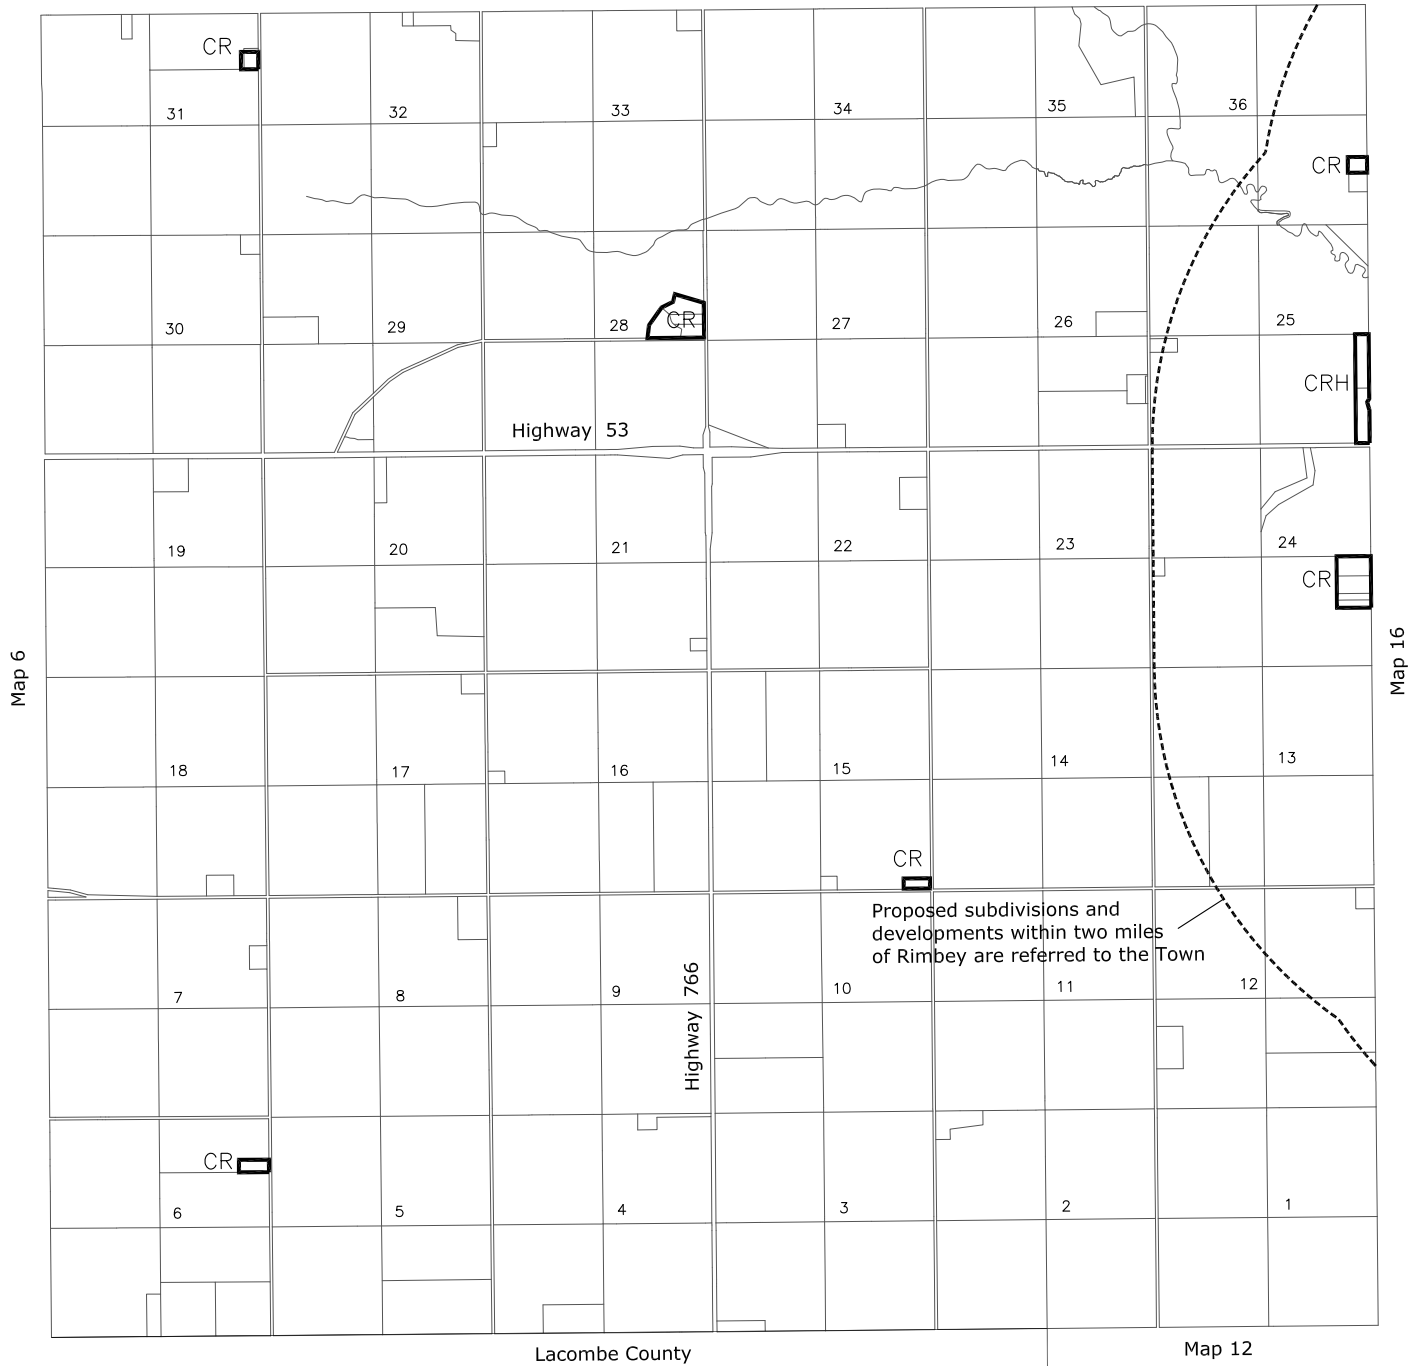 CR
31
32
33
34
35
36
CR
30
29
28
CR
27
26
25
CRH
Highway 53
19
20
21
22
23
24
CR
Map 6
Map 16
18
17
16
15
14
13
CR
Proposed subdivisions and
developments within two miles
of Rimbey are referred to the Town
7
8
9
Highway 766
10
11
12
CR
6
5
4
3
2
1
Lacombe County
Map 12